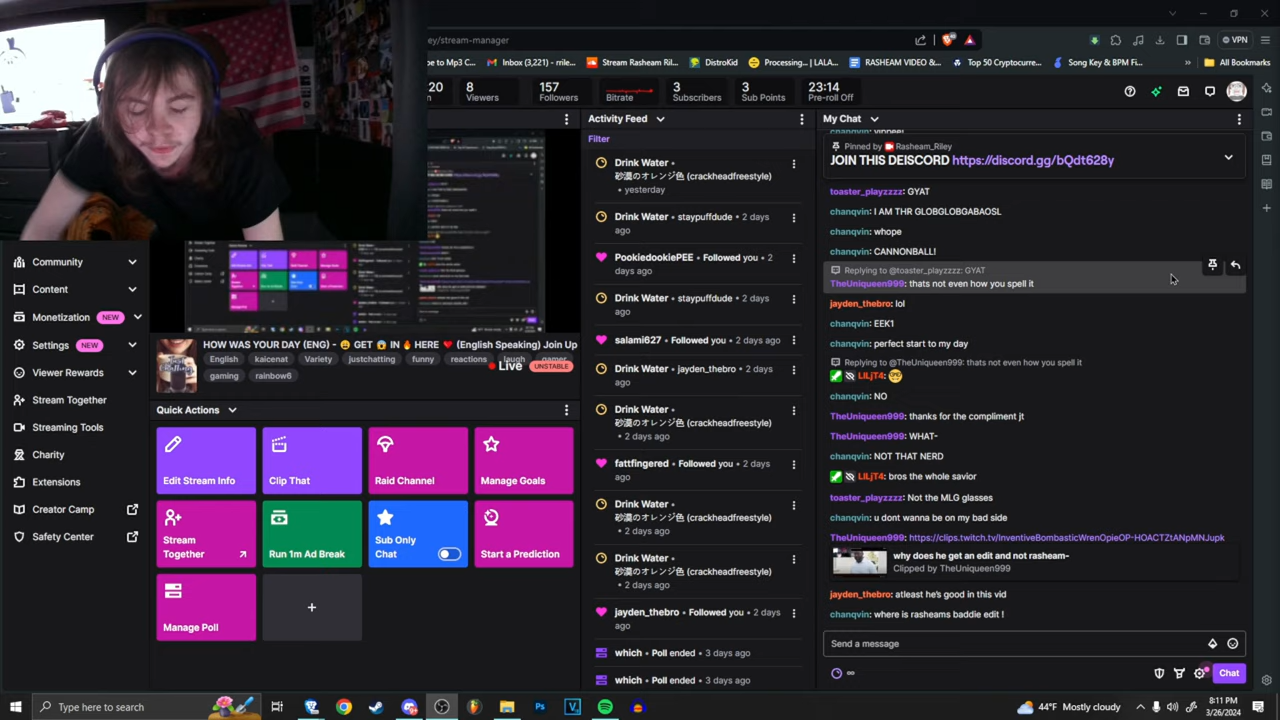 ey/stream-manager
VPN
pe to Mp3 C...
Inbox (3,221) - mile...
Stream Rasheam Ril...
DistroKid
Processing... | LALA...
RASHEAM VIDEO &...
Top 50 Cryptocurre...
Song Key & BPM Fi...
»
All Bookmarks
20
8
Viewers
157
Followers
Bitrate
3
Subscribers
3
Sub Points
23:14
Pre-roll Off
Community
Content
Monetization NEW
Settings NEW
Viewer Rewards
Stream Together
Streaming Tools
Charity
Extensions
Creator Camp
Safety Center
HOW WAS YOUR DAY (ENG) - 😩 GET 😱 IN 🔥 HERE ❤️ (English Speaking) Join Up
English
kaicenat
Variety
justchatting
funny
reactions
laugh
gamer
gaming
rainbow6
Live
UNSTABLE
Quick Actions
Edit Stream Info
Clip That
Raid Channel
Manage Goals
Stream
Together
Run 1m Ad Break
Sub Only
Chat
Start a Prediction
Manage Poll
+
Activity Feed
Filter
Drink Water •
砂漠のオレンジ色 (crackheadfreestyle)
• yesterday
Drink Water • staypurfdude • 2 days
ago
Followed you • 2
days ago
Drink Water •
2 days
ago
salami627 • Followed you • 2 days
ago
Drink Water • jayden_thebro • 2 days
ago
Drink Water •
砂漠のオレンジ色 (crackheadfreestyle)
• 2 days ago
fattfingered • Followed you • 2 days
ago
Drink Water •
砂漠のオレンジ色 (crackheadfreestyle)
• 2 days ago
Drink Water •
砂漠のオレンジ色 (crackheadfreestyle)
• 2 days ago
jayden_thebro • Followed you • 2 days
ago
which • Poll ended • 3 days ago
which • Poll ended • 3 days ago
My Chat
Pinned by Rasheam_Riley
JOIN THIS DEISCORD https://discord.gg/bQdt628y
toaster_playzzzz: GYAT
chanqvin: I AM THR GLOBGLOBGABAOSL
chanqvin: whope
chanqvin: CANNONBALL!
Replying to @toaster_playzzzz: GYAT
TheUniqueen999: thats not even how you spell it
jayden_thebro: lol
chanqvin: EEK1
chanqvin: perfect start to my day
Replying to @TheUniqueen999: thats not even how you spell it
LILjT4:
chanqvin: NO
TheUniqueen999: thanks for the compliment jt
TheUniqueen999: WHAT-
chanqvin: NOT THAT NERD
LILjT4: bros the whole savior
toaster_playzzzz: Not the MLG glasses
chanqvin: u dont wanna be on my bad side
TheUniqueen999: https://clips.twitch.tv/InventiveBombasticWrenOpieOP-HOACTZtANpMNJupk
why does he get an edit and not rasheam-
Clipped by TheUniqueen999
jayden_thebro: atleast he's good in this vid
chanqvin: where is rasheams baddie edit !
Send a message
Chat
Type here to search
44°F Mostly cloudy
8:11 PM
3/26/2024